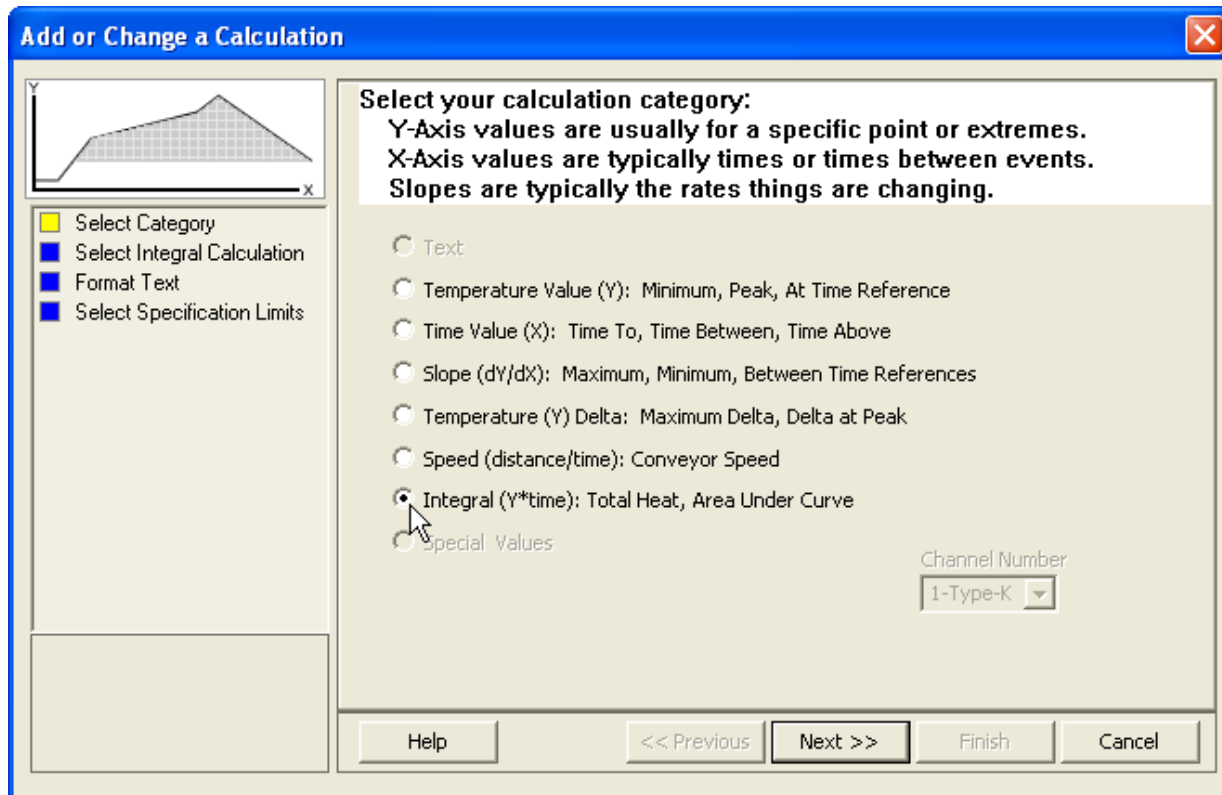 Add or Change a Calculation
Y
X
Select Category
Select Integral Calculation
Format Text
Select Specification Limits
Select your calculation category:
Y-Axis values are usually for a specific point or extremes.
X-Axis values are typically times or times between events.
Slopes are typically the rates things are changing.
Text
Temperature Value (Y): Minimum, Peak, At Time Reference
Time Value (X): Time To, Time Between, Time Above
Slope (dY/dX): Maximum, Minimum, Between Time References
Temperature (Y) Delta: Maximum Delta, Delta at Peak
Speed (distance/time): Conveyor Speed
Integral (Y*time): Total Heat, Area Under Curve
Special Values
Channel Number
1-Type-K
Help
<< Previous
Next >>
Finish
Cancel